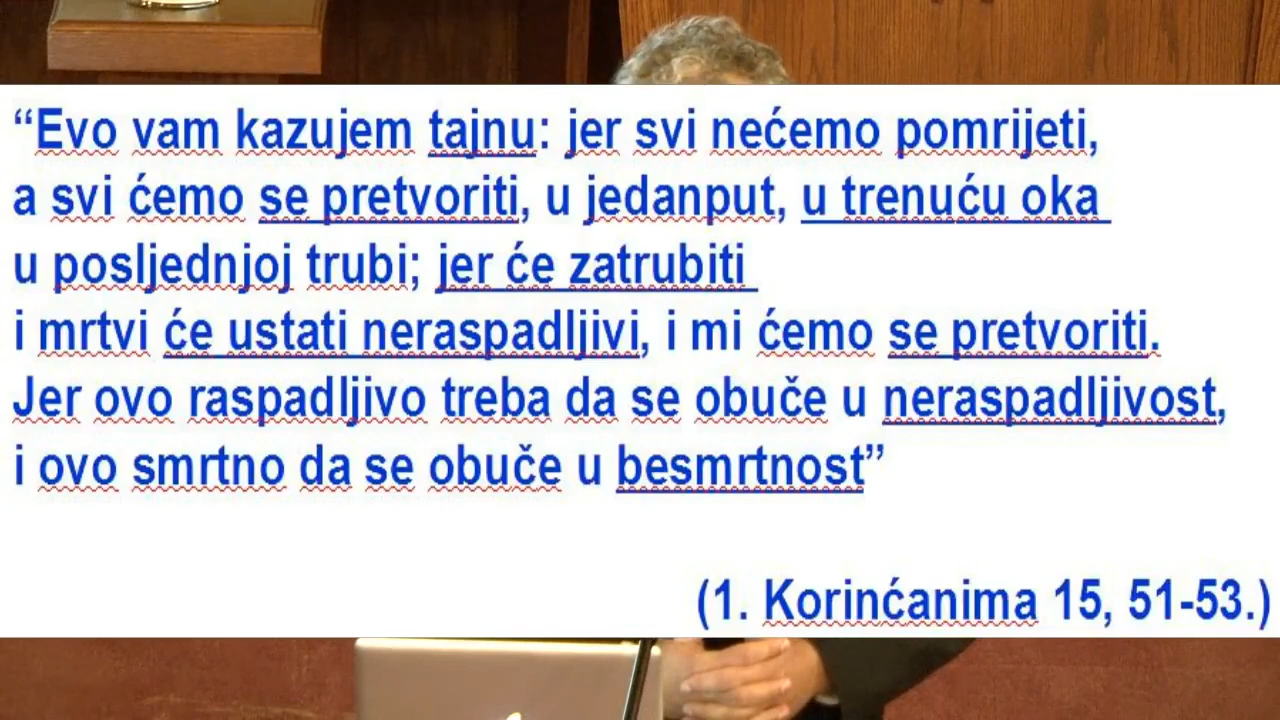 “Evo vam kazujem tajnu: jer svi nećemo pomrijeti,
a svi ćemo se pretvoriti, u jedanput, u trenuću oka
u posljednjoj trubi; jer će zatrubiti
i mrtvi će ustati neraspadljivi, i mi ćemo se pretvoriti.
Jer ovo raspadljivo treba da se obuče u neraspadljivost,
i ovo smrtno da se obuče u besmrtnost”
(1. Korinćanima 15, 51-53.)